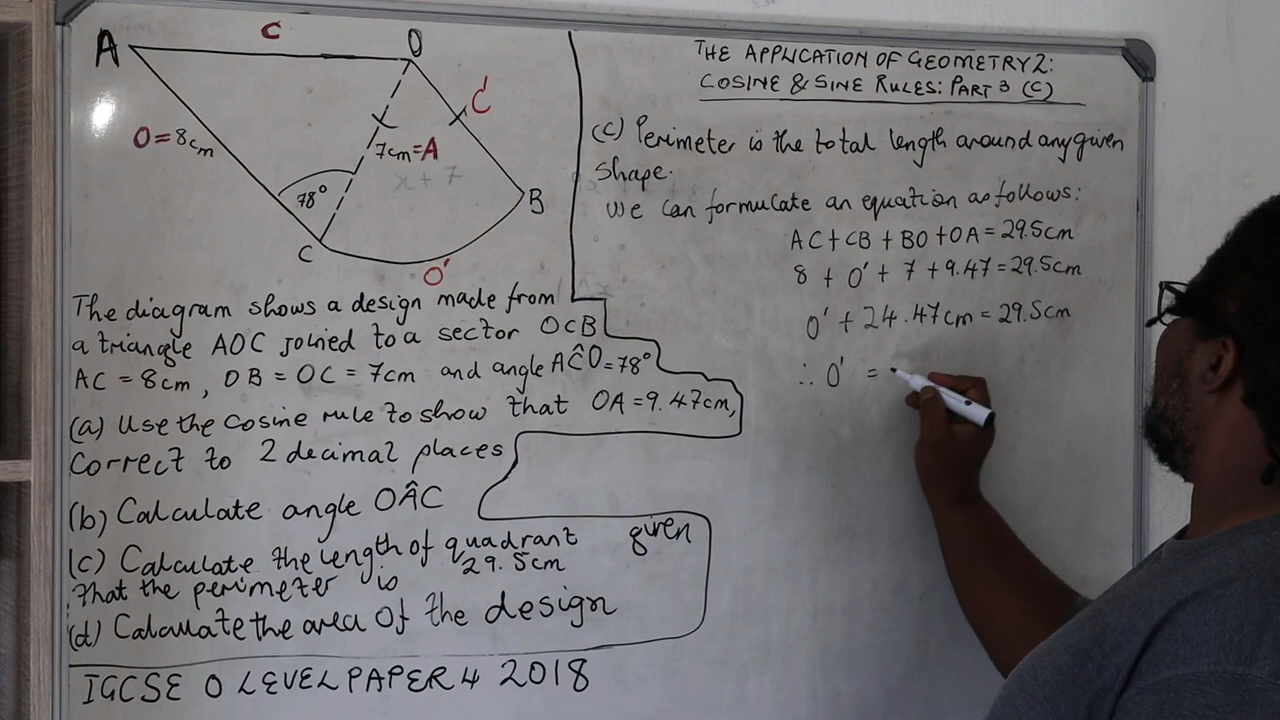 A
C
O
C'
O=8cm
7cm=A
x+7
78°
B
C
O'
The diagram shows a design made from
a triangle AOC joined to a sector OCB
AC = 8cm, OB = OC = 7cm and angle AĈO=78°
(a) Use the cosine rule to show that OA=9.47cm,
Correct to 2 decimal places
(b) Calculate angle OÂC
(c) Calculate the length of quadrant given
that the perimeter is 29.5cm
(d) Calculate the area of the design
IGCSE O LEVEL PAPER 4 2018
THE APPLICATION OF GEOMETRY 2:
COSINE & SINE RULES: PART 3 (C)
(c) Perimeter is the total length around any given
shape.
We can formulate an equation as follows:
AC+CB+BO+OA=29.5cm
8 + O' + 7 + 9.47=29.5cm
O' + 24.47cm=29.5cm
∴ O' =